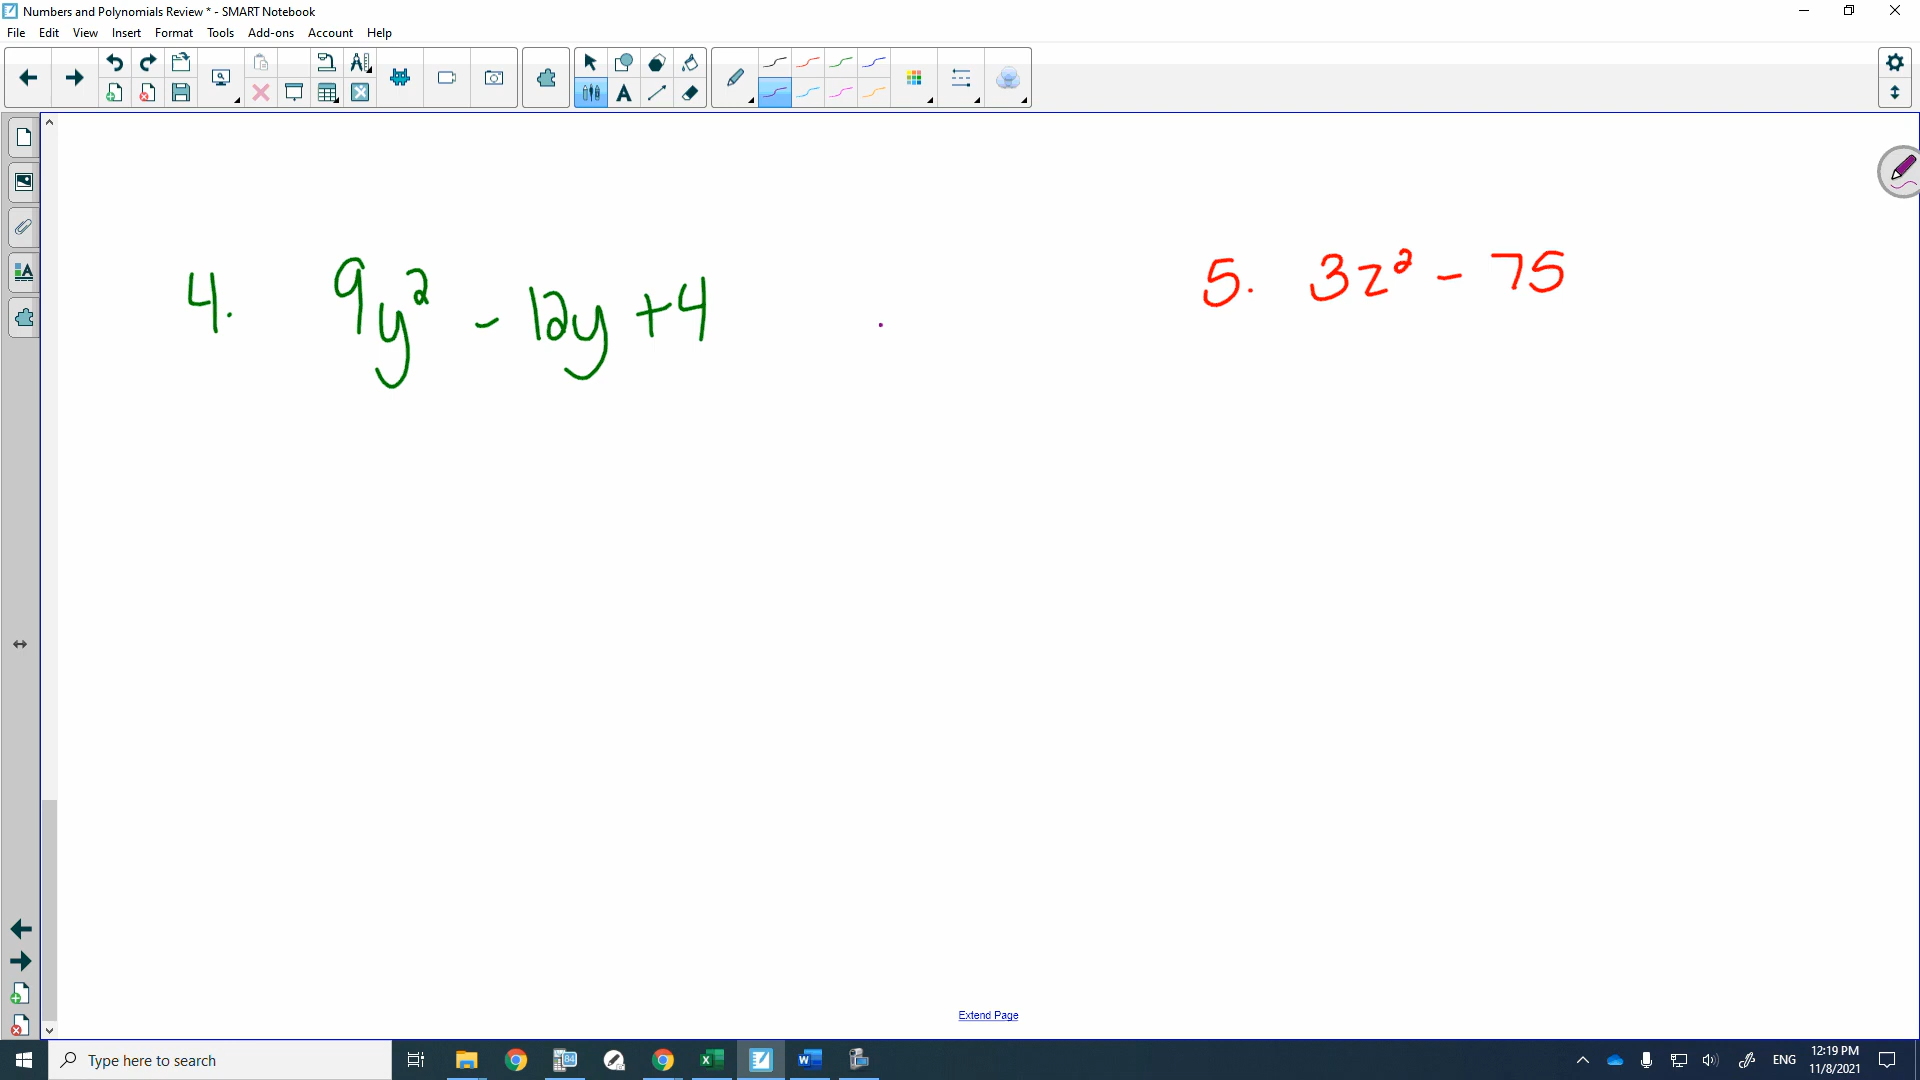 Numbers and Polynomials Review * - SMART Notebook
File Edit View Insert Format Tools Add-ons Account Help
4. 9y² - 12y + 4
5. 3z² - 75
Extend Page
Type here to search
84
ENG
12:19 PM
11/8/2021